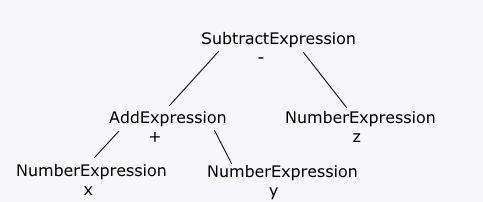 SubtractExpression
-
AddExpression
+
NumberExpression
z
NumberExpression
x
NumberExpression
y